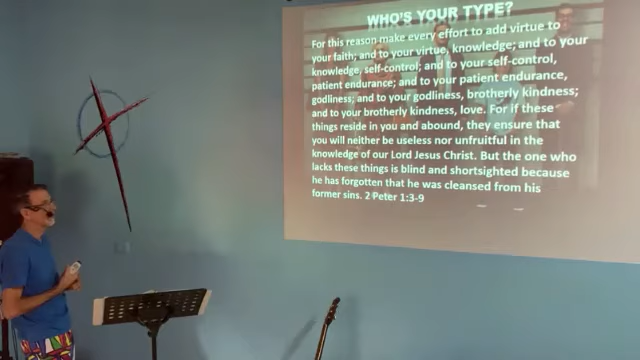 WHO'S YOUR TYPE?
For this reason make every effort to add virtue to
your faith; and to your virtue, knowledge; and to your
knowledge, self-control; and to your self-control,
patient endurance; and to your patient endurance,
godliness; and to your godliness, brotherly kindness;
and to your brotherly kindness, love. For if these
things reside in you and abound, they ensure that
you will neither be useless nor unfruitful in the
knowledge of our Lord Jesus Christ. But the one who
lacks these things is blind and shortsighted because
he has forgotten that he was cleansed from his
former sins. 2 Peter 1:3-9